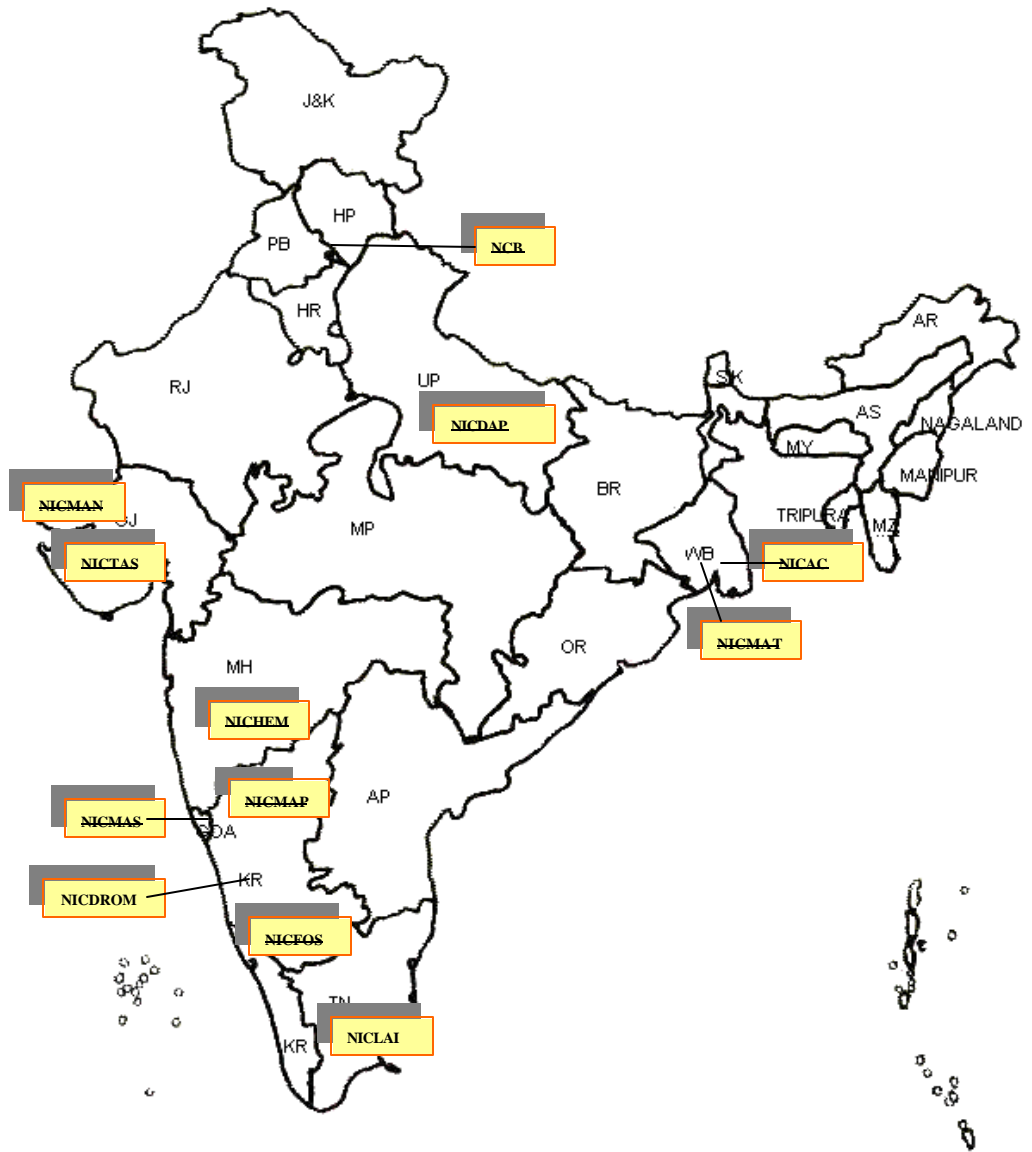 J&K
HP
PB
NCB
HR
AR
RJ
UP
SIK
AS
NICDAP
NAGALAND
MY
MANIPUR
BR
NICMAN
GJ
MP
TRIPURA
MZ
NICTAS
WB
NICAC
NICMAT
OR
MH
NICHEM
NICMAP
AP
NICMAS
GOA
KR
NICDROM
NICFOS
TN
NICLAI
KR